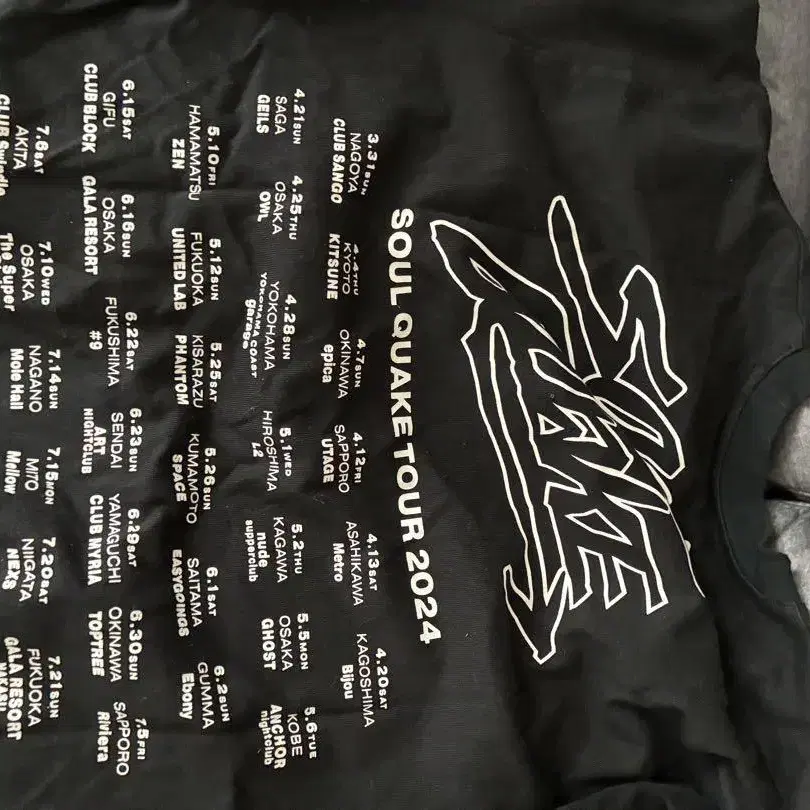 SOUL QUAKE TOUR 2024
3.31SUN
NAGOYA
CLUB SANGO
4.4THU
KYOTO
KITSUNE
4.7SUN
OKINAWA
epica
4.12FRI
SAPPORO
UTAGE
4.13SAT
ASAHIKAWA
Metro
4.20SAT
KAGOSHIMA
Bijou
4.21SUN
SAGA
GEILS
4.25THU
OSAKA
OWL
4.28SUN
YOKOHAMA
YOKOHAMA COAST
garage
5.1WED
HIROSHIMA
L2
5.2THU
KAGAWA
nude
supperclub
5.5MON
OSAKA
GHOST
5.6TUE
KOBE
ANCHOR
nightclub
5.10FRI
HAMAMATSU
ZEN
5.12SUN
FUKUOKA
UNITED LAB
5.25SAT
KISARAZU
PHANTOM
5.26SUN
KUMAMOTO
SPACE
6.1SAT
SAITAMA
EASYGOINGS
6.2SUN
GUMMA
Ebony
6.15SAT
GIFU
CLUB BLOCK
6.16SUN
OSAKA
GALA RESORT
6.22SAT
FUKUSHIMA
#9
6.23SUN
SENDAI
ART
NIGHTCLUB
6.29SAT
YAMAGUCHI
CLUB MYRIA
6.30SUN
OKINAWA
TOPTREE
7.5FRI
SAPPORO
Riviera
7.6SAT
AKITA
CLUB Swindle
7.10WED
OSAKA
The Super
7.14SUN
NAGANO
Mole Hall
7.15MON
MITO
Mellow
7.20SAT
NIIGATA
NEXS
7.21SUN
FUKUOKA
GALA RESORT